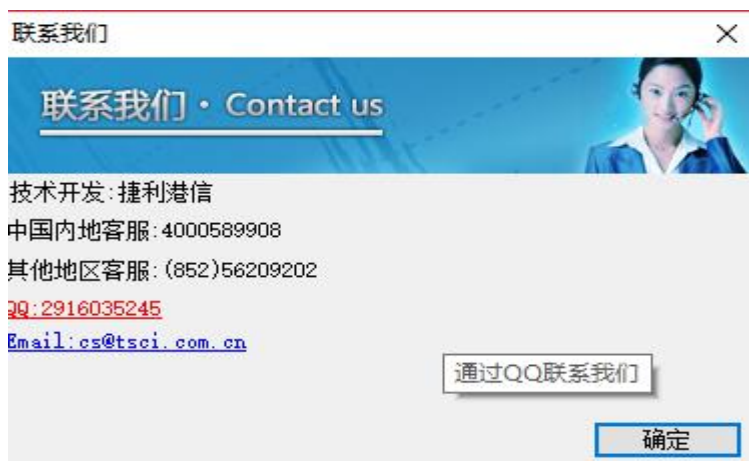 联系我们
联系我们·Contact us
技术开发:捷利港信
中国内地客服:4000589908
其他地区客服:(852)56209202
QQ:2916035245
Email:cs@tsci.com.cn
通过QQ联系我们
确定